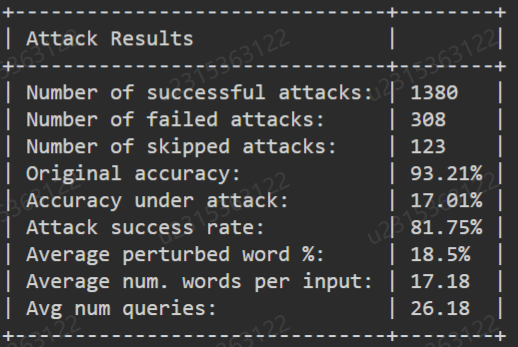 +-------------------------------+--------+
| Attack Results                |        |
+-------------------------------+--------+
| Number of successful attacks: | 1380   |
| Number of failed attacks:     | 308    |
| Number of skipped attacks:    | 123    |
| Original accuracy:            | 93.21% |
| Accuracy under attack:        | 17.01% |
| Attack success rate:          | 81.75% |
| Average perturbed word %:     | 18.5%  |
| Average num. words per input: | 17.18  |
| Avg num queries:              | 26.18  |
+-------------------------------+--------+
u2315363122